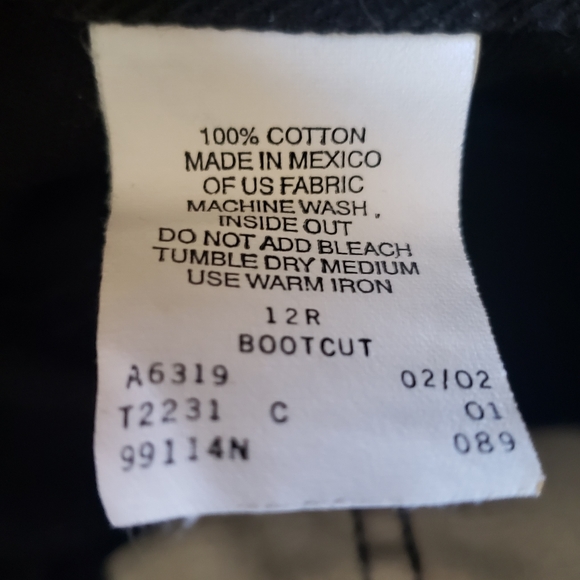 100% COTTON
MADE IN MEXICO
OF US FABRIC
MACHINE WASH,
INSIDE OUT
DO NOT ADD BLEACH
TUMBLE DRY MEDIUM
USE WARM IRON
12R
BOOTCUT
A6319 02/02
T2231 C 01
99114N 089